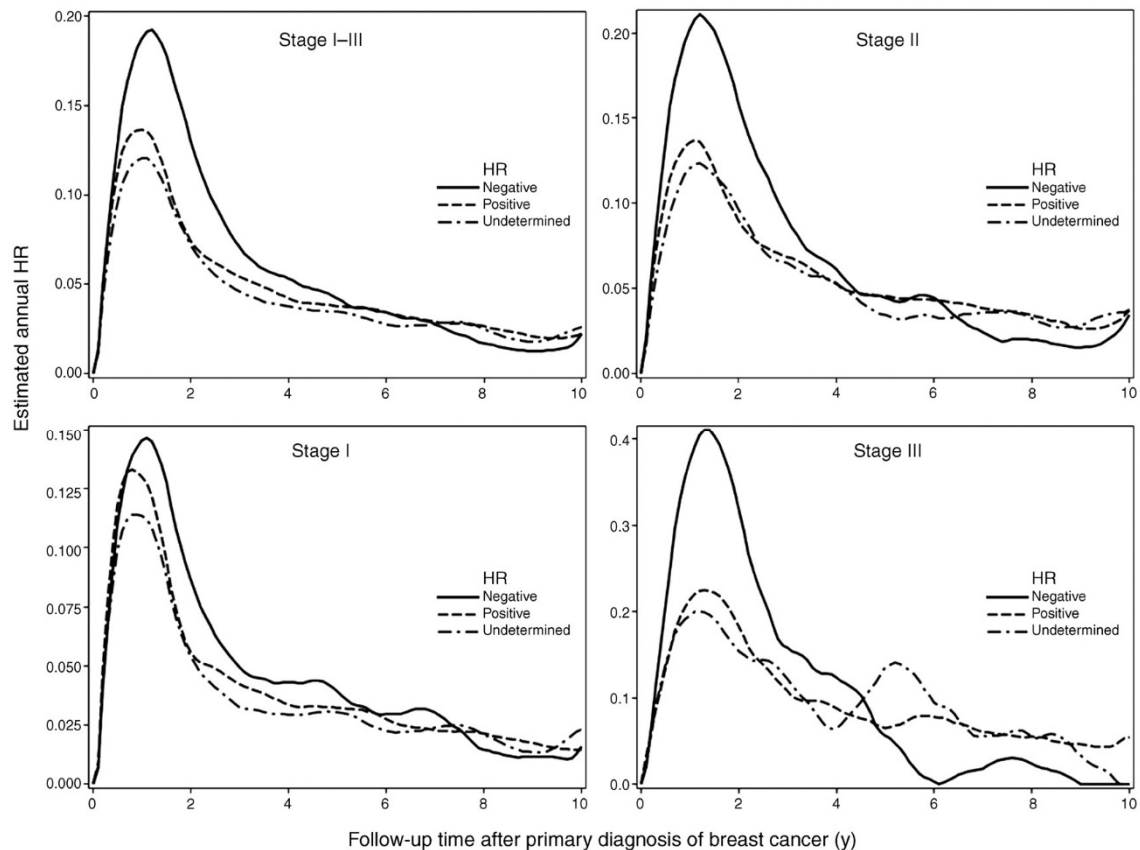 Estimated annual HR
Stage I–III
0.20
0.15
0.10
0.05
0.00
HR
Negative
Positive
Undetermined
0 2 4 6 8 10
Stage II
0.20
0.15
0.10
0.05
0.00
HR
Negative
Positive
Undetermined
0 2 4 6 8 10
Stage I
0.150
0.125
0.100
0.075
0.050
0.025
0.000
HR
Negative
Positive
Undetermined
0 2 4 6 8 10
Stage III
0.4
0.3
0.2
0.1
0.0
HR
Negative
Positive
Undetermined
0 2 4 6 8 10
Follow-up time after primary diagnosis of breast cancer (y)